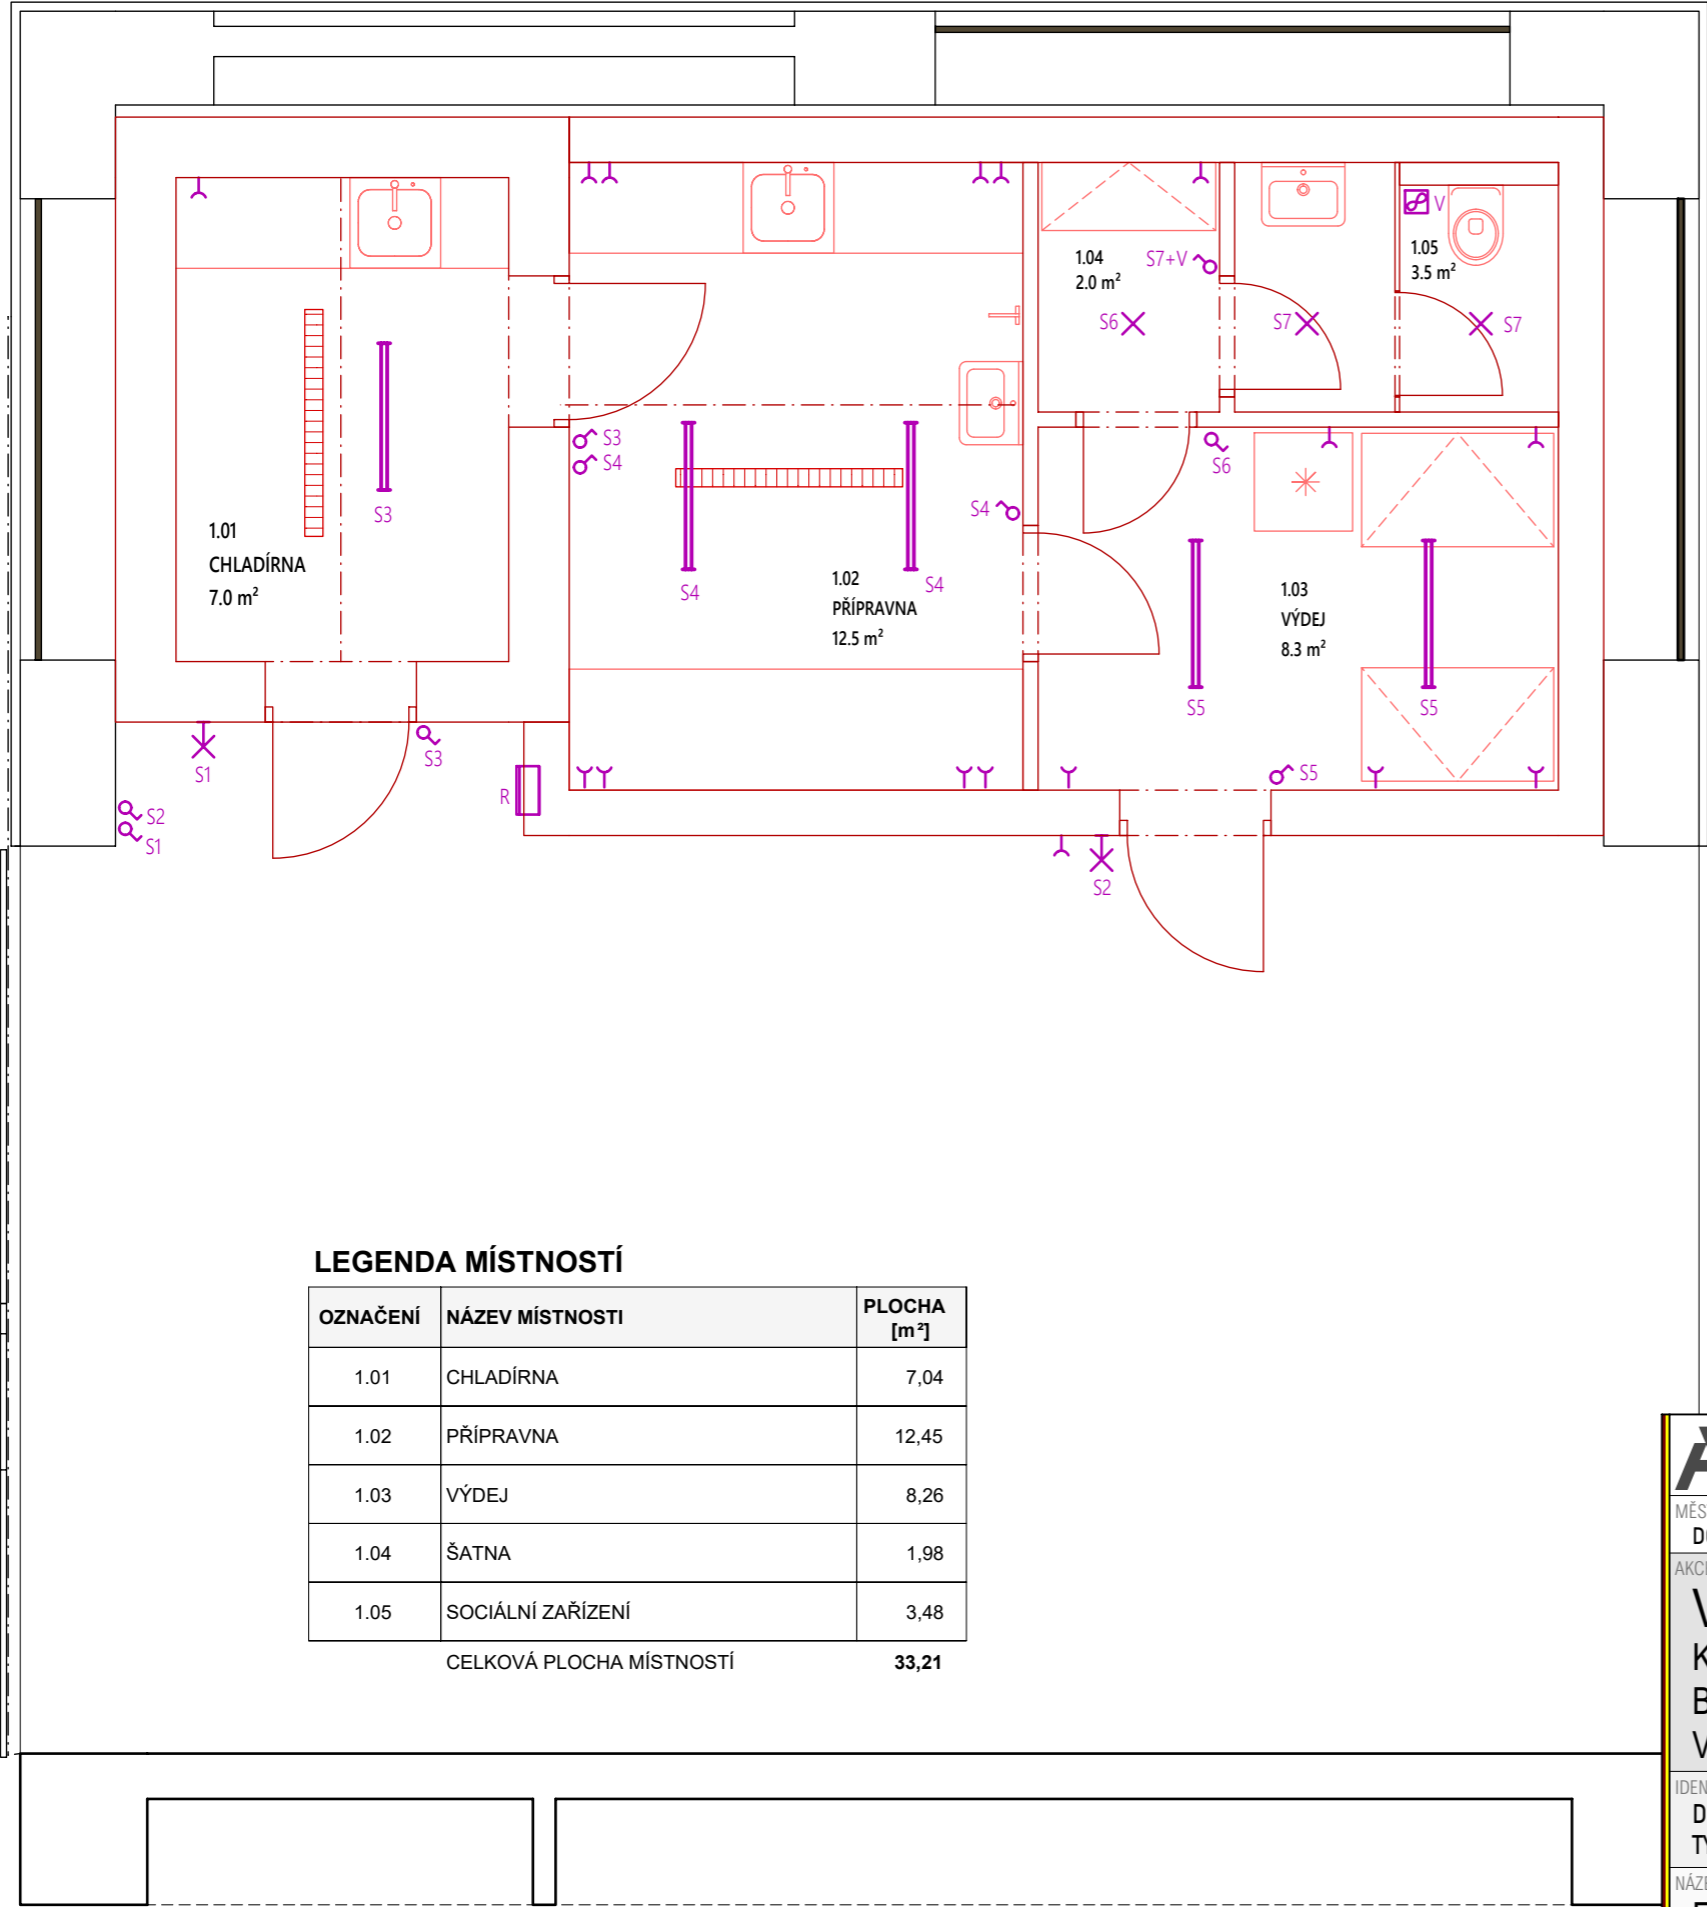 V
1.04
2.0 m²
S7+V
1.05
3.5 m²
S6
S7
S7
S3
S4
S6
S3
S4
1.01
CHLADÍRNA
7.0 m²
S4
S4
1.02
PŘÍPRAVNA
12.5 m²
1.03
VÝDEJ
8.3 m²
S5
S5
S1
S3
S5
R
S2
S1
S2
LEGENDA MÍSTNOSTÍ
OZNAČENÍ NÁZEV MÍSTNOSTI PLOCHA [m²]
1.01 CHLADÍRNA 7,04
1.02 PŘÍPRAVNA 12,45
1.03 VÝDEJ 8,26
1.04 ŠATNA 1,98
1.05 SOCIÁLNÍ ZAŘÍZENÍ 3,48
CELKOVÁ PLOCHA MÍSTNOSTÍ 33,21